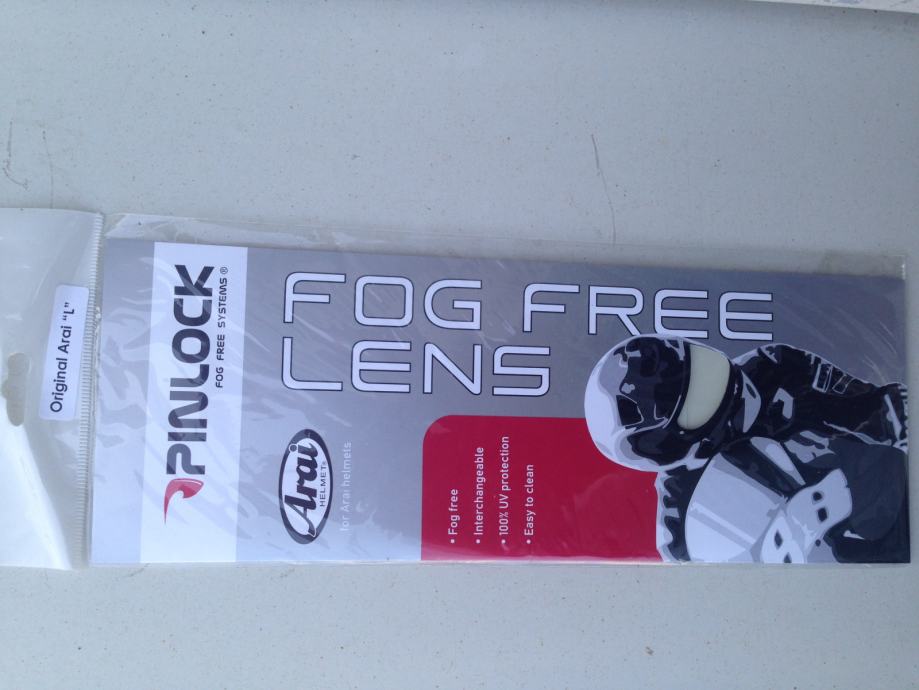 Original Arai "L"
PINLOCK
FOG FREE SYSTEMS®
FOG FREE
LENS
Arai
HELMET
for Arai helmets
• Fog free
• Interchangeable
• 100% UV protection
• Easy to clean